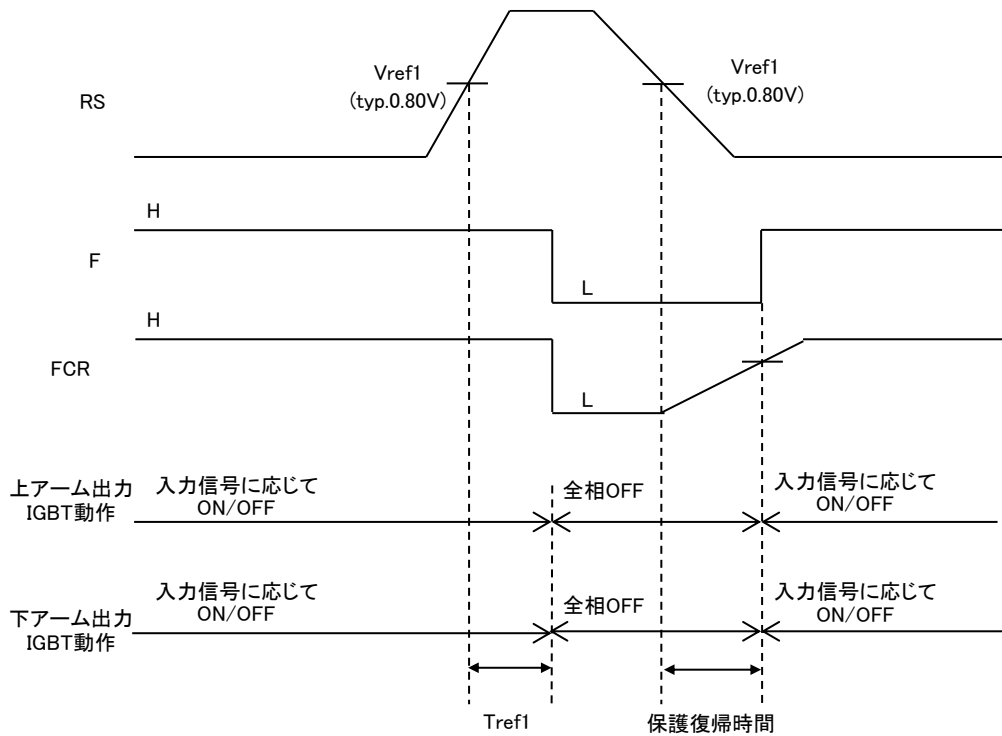 Vref1
(typ.0.80V)
Vref1
(typ.0.80V)
RS
H
F
L
H
FCR
L
上アーム出力
IGBT動作
入力信号に応じて
ON/OFF
全相OFF
入力信号に応じて
ON/OFF
下アーム出力
IGBT動作
入力信号に応じて
ON/OFF
全相OFF
入力信号に応じて
ON/OFF
Tref1
保護復帰時間